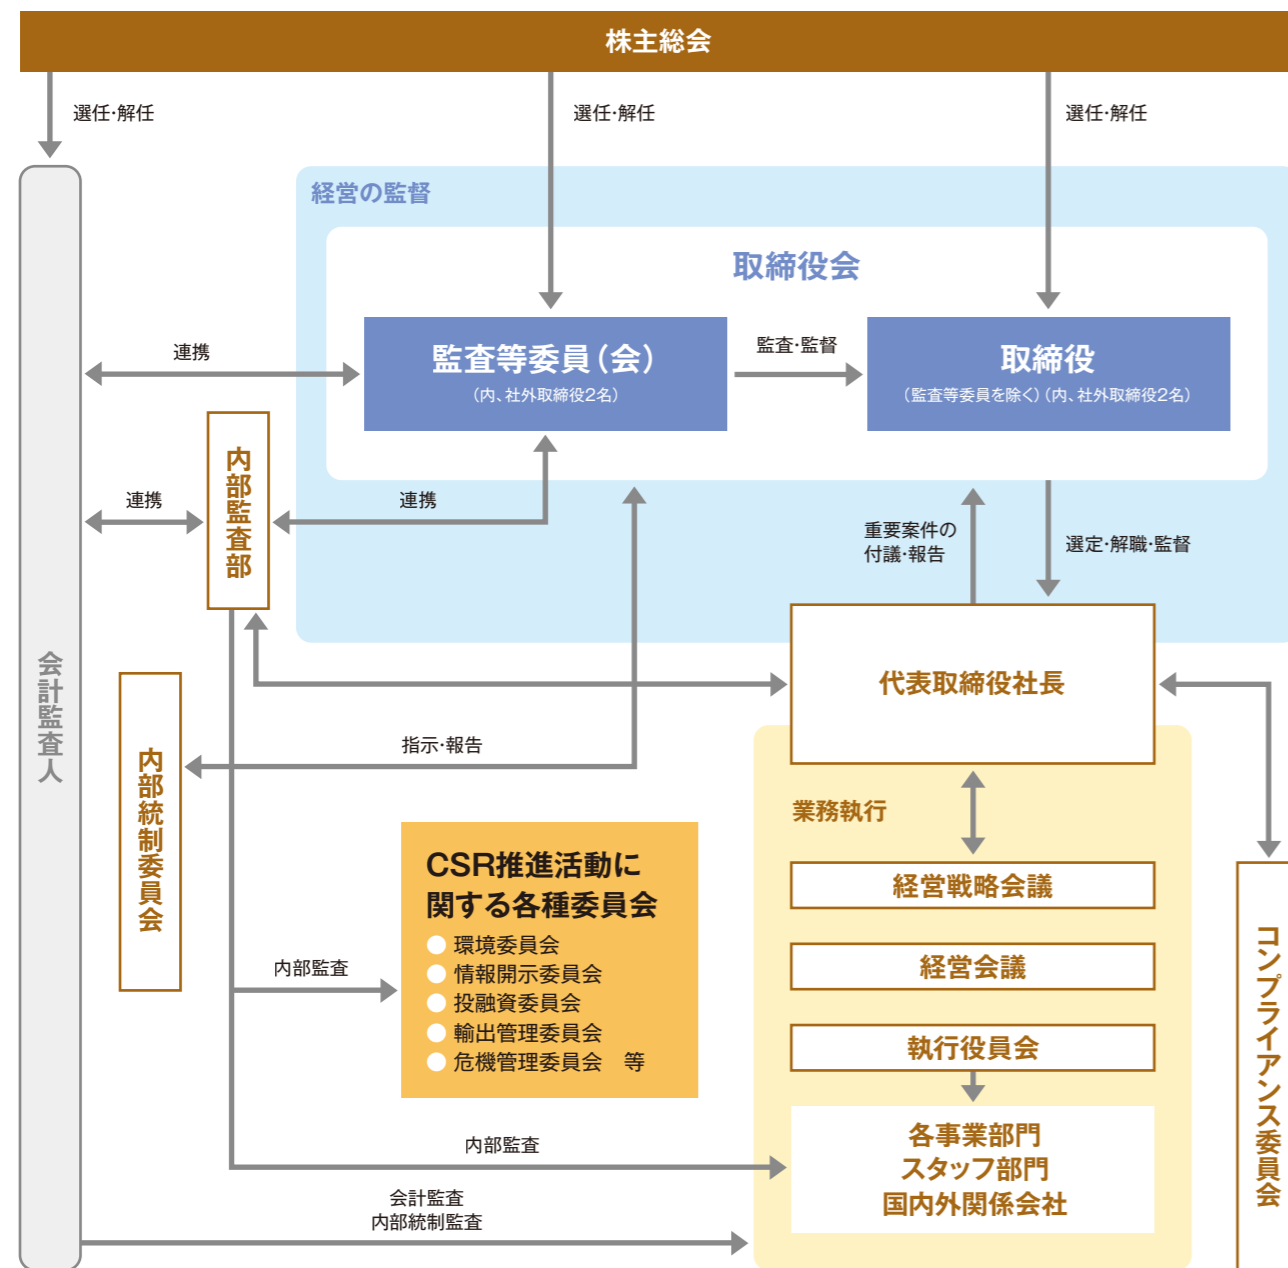 株主総会
選任・解任
選任・解任
選任・解任
経営の監督
取締役会
監査等委員（会）
（内、社外取締役2名）
監査・監督
取締役
（監査等委員を除く）（内、社外取締役2名）
連携
内部監査部
連携
連携
重要案件の
付議・報告
選定・解職・監督
会計監査人
代表取締役社長
内部統制委員会
指示・報告
業務執行
CSR推進活動に
関する各種委員会
環境委員会
情報開示委員会
投融資委員会
輸出管理委員会
危機管理委員会　等
内部監査
経営戦略会議
経営会議
執行役員会
コンプライアンス委員会
各事業部門
スタッフ部門
国内外関係会社
内部監査
会計監査
内部統制監査